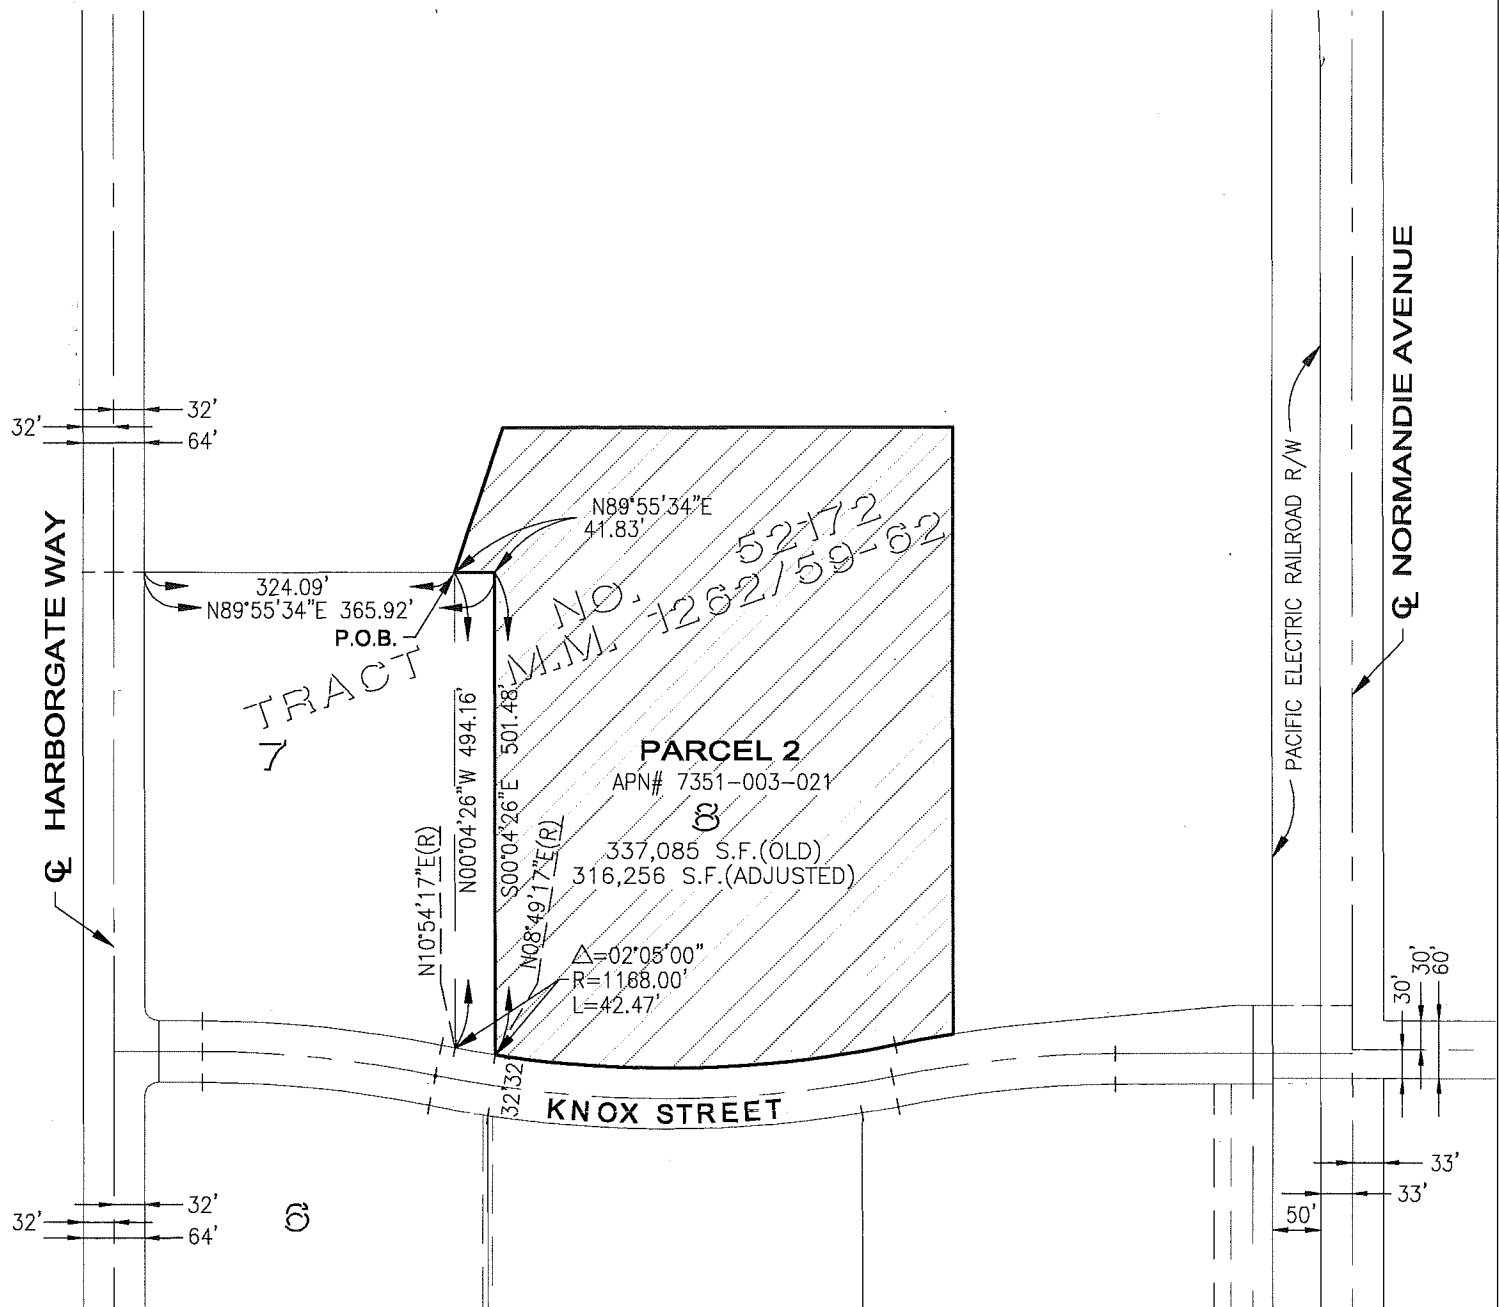 32'
32'
64'
N89°55'34"E
41.83'
324.09'
N89°55'34"E 365.92'
P.O.B.
TRACT NO. 52172
M.M. 1262/59-62
7
℄ HARBORGATE WAY
N00°04'26"W 494.16'
S00°04'26"E 501.48'
N10°54'17"E(R)
N08°49'17"E(R)
PARCEL 2
APN# 7351-003-021
8
337,085 S.F.(OLD)
316,256 S.F.(ADJUSTED)
△=02°05'00"
R=1168.00'
L=42.47'
PACIFIC ELECTRIC RAILROAD R/W
℄ NORMANDIE AVENUE
30'
30'
60'
32'
32'
KNOX STREET
33'
33'
50'
32'
32'
64'